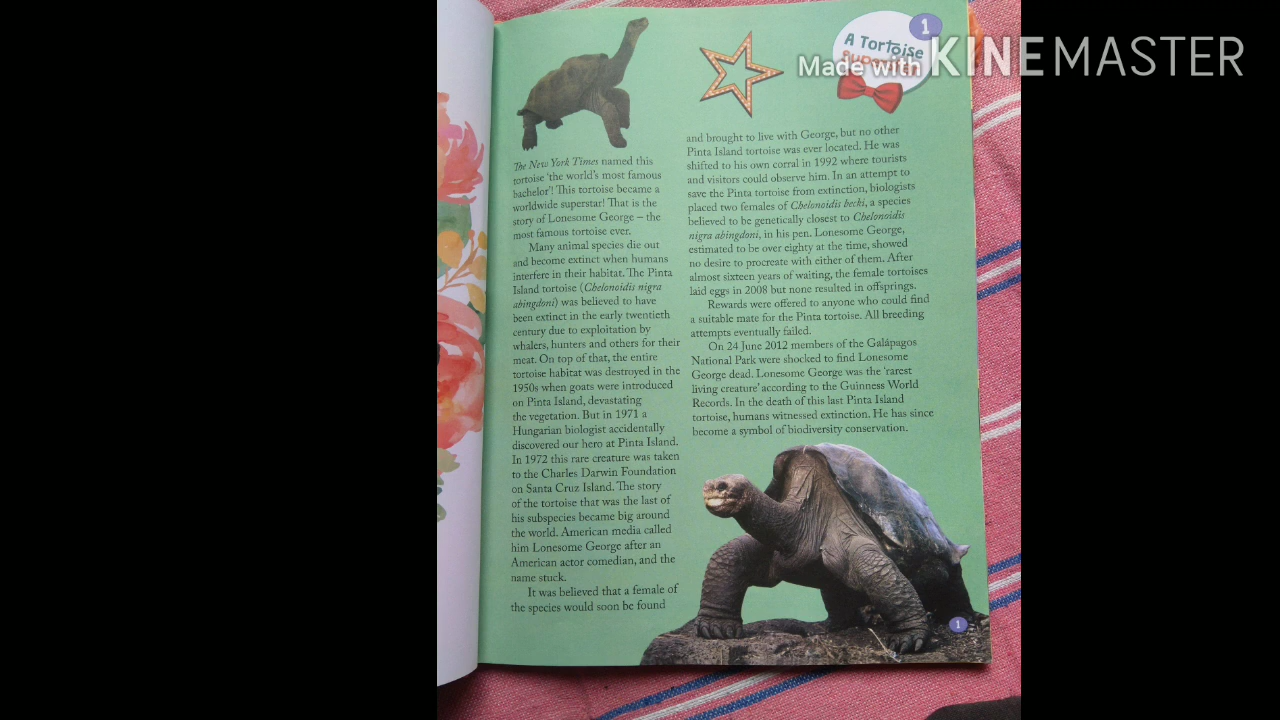 1
A Tortoise
Made with KINEMASTER
The New York Times named this
tortoise 'the world's most famous
bachelor'! This tortoise became a
worldwide superstar! That is the
story of Lonesome George – the
most famous tortoise ever.
Many animal species die out
and become extinct when humans
interfere in their habitat. The Pinta
Island tortoise (Chelonoidis nigra
abingdoni) was believed to have
been extinct in the early twentieth
century due to exploitation by
whalers, hunters and others for their
meat. On top of that, the entire
tortoise habitat was destroyed in the
1950s when goats were introduced
on Pinta Island, devastating
the vegetation. But in 1971 a
Hungarian biologist accidentally
discovered our hero at Pinta Island.
In 1972 this rare creature was taken
to the Charles Darwin Foundation
on Santa Cruz Island. The story
of the tortoise that was the last of
his subspecies became big around
the world. American media called
him Lonesome George after an
American actor comedian, and the
name stuck.
It was believed that a female of
the species would soon be found
and brought to live with George, but no other
Pinta Island tortoise was ever located. He was
shifted to his own corral in 1992 where tourists
and visitors could observe him. In an attempt to
save the Pinta tortoise from extinction, biologists
placed two females of Chelonoidis becki, a species
believed to be genetically closest to Chelonoidis
nigra abingdoni, in his pen. Lonesome George,
estimated to be over eighty at the time, showed
no desire to procreate with either of them. After
almost sixteen years of waiting, the female tortoises
laid eggs in 2008 but none resulted in offsprings.
Rewards were offered to anyone who could find
a suitable mate for the Pinta tortoise. All breeding
attempts eventually failed.
On 24 June 2012 members of the Galápagos
National Park were shocked to find Lonesome
George dead. Lonesome George was the 'rarest
living creature' according to the Guinness World
Records. In the death of this last Pinta Island
tortoise, humans witnessed extinction. He has since
become a symbol of biodiversity conservation.
1